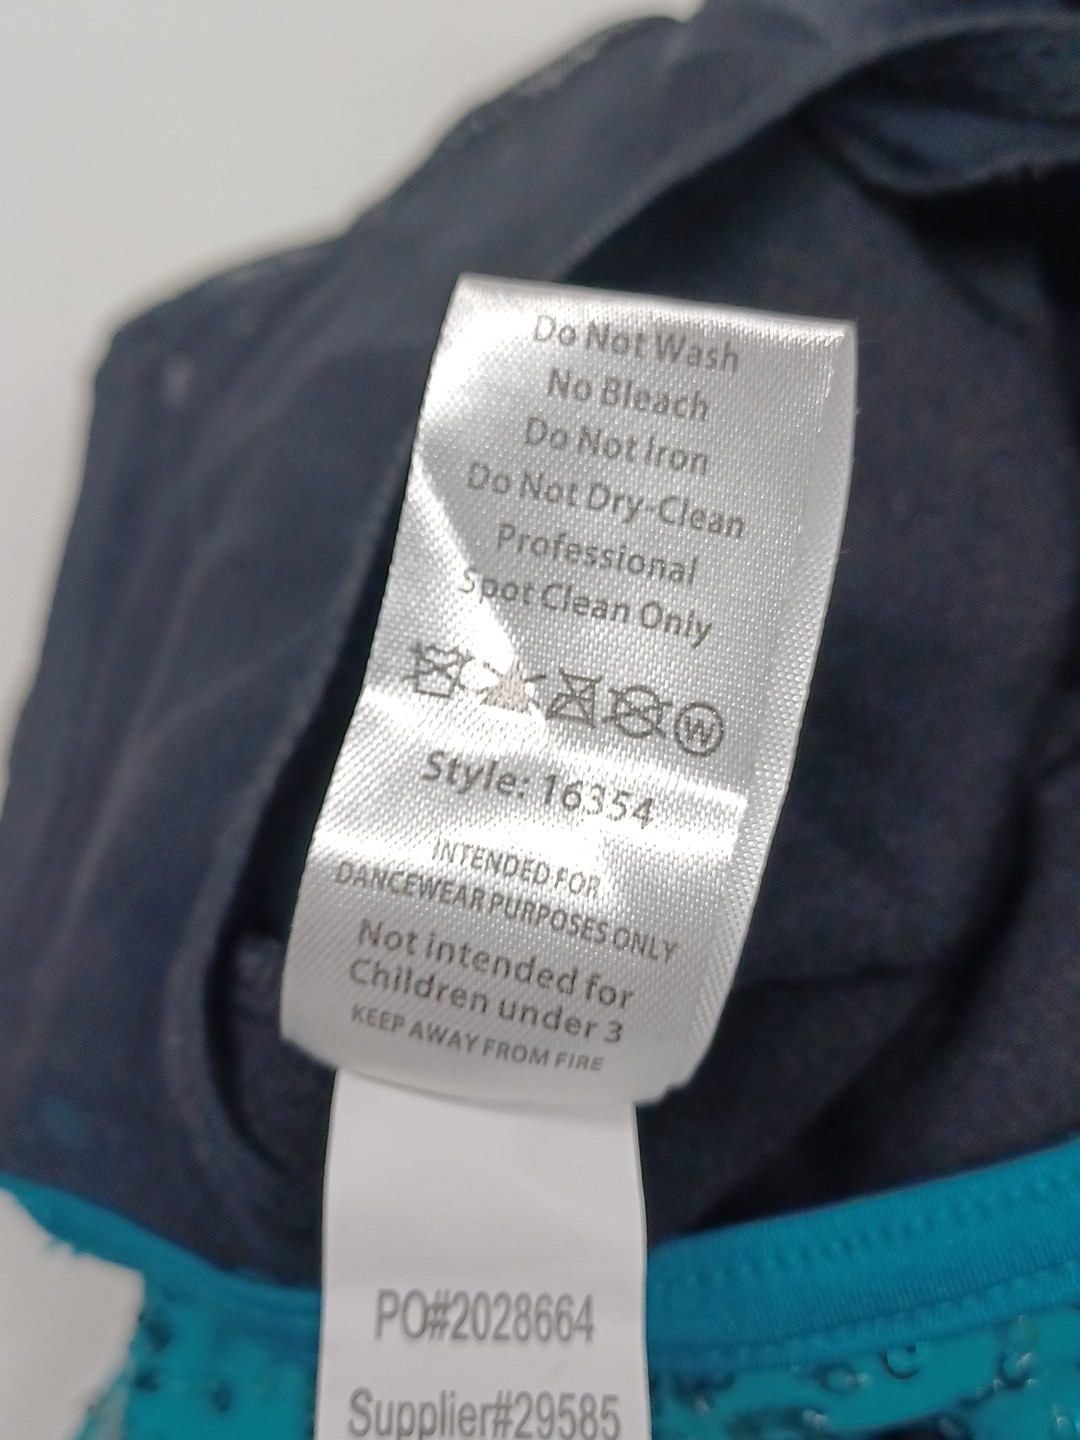 Do Not Wash
No Bleach
Do Not Iron
Do Not Dry-Clean
Professional
Spot Clean Only
W
Style: 16354
INTENDED FOR
DANCEWEAR PURPOSES ONLY
Not intended for
Children under 3
KEEP AWAY FROM FIRE
PO#2028664
Supplier#29585